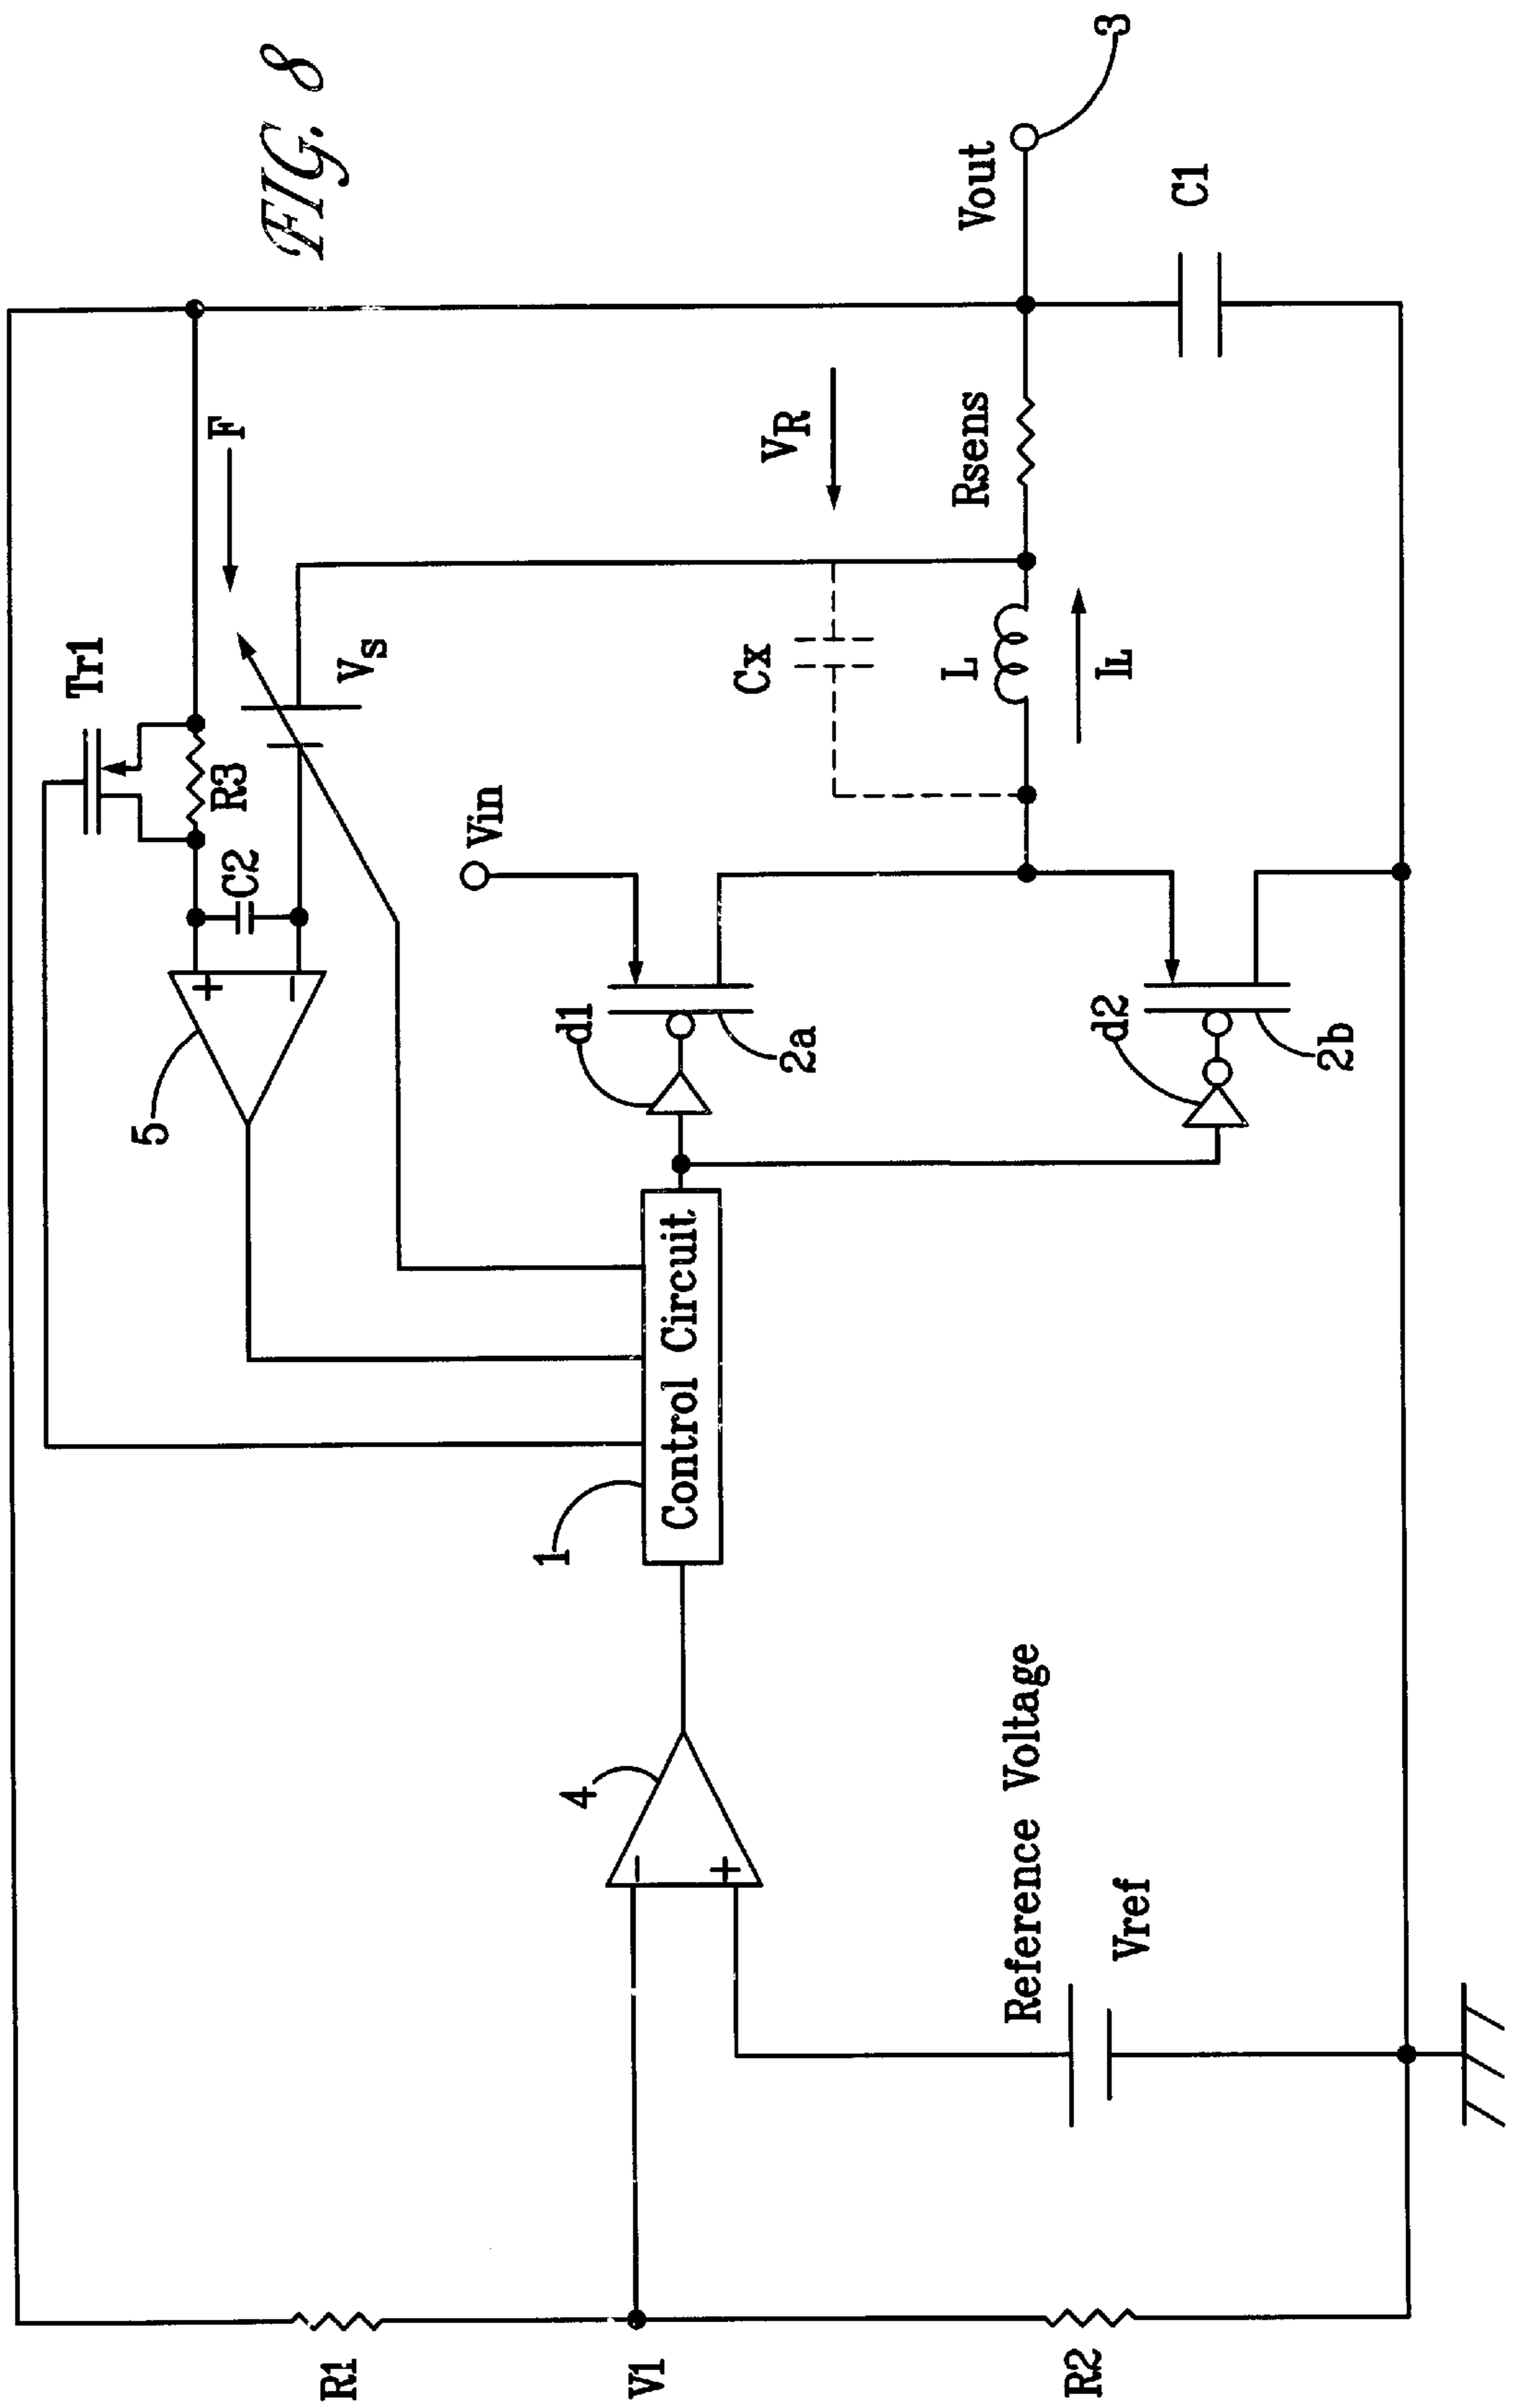 FIG. 8
Tr1
F
R3
C2
Vs
5
+
−
Vin
VR
Cx
d1
2a
Vout
3
Rsens
L
IL
C1
d2
2b
1
Control Circuit
4
−
+
Reference Voltage
Vref
R1
V1
R2